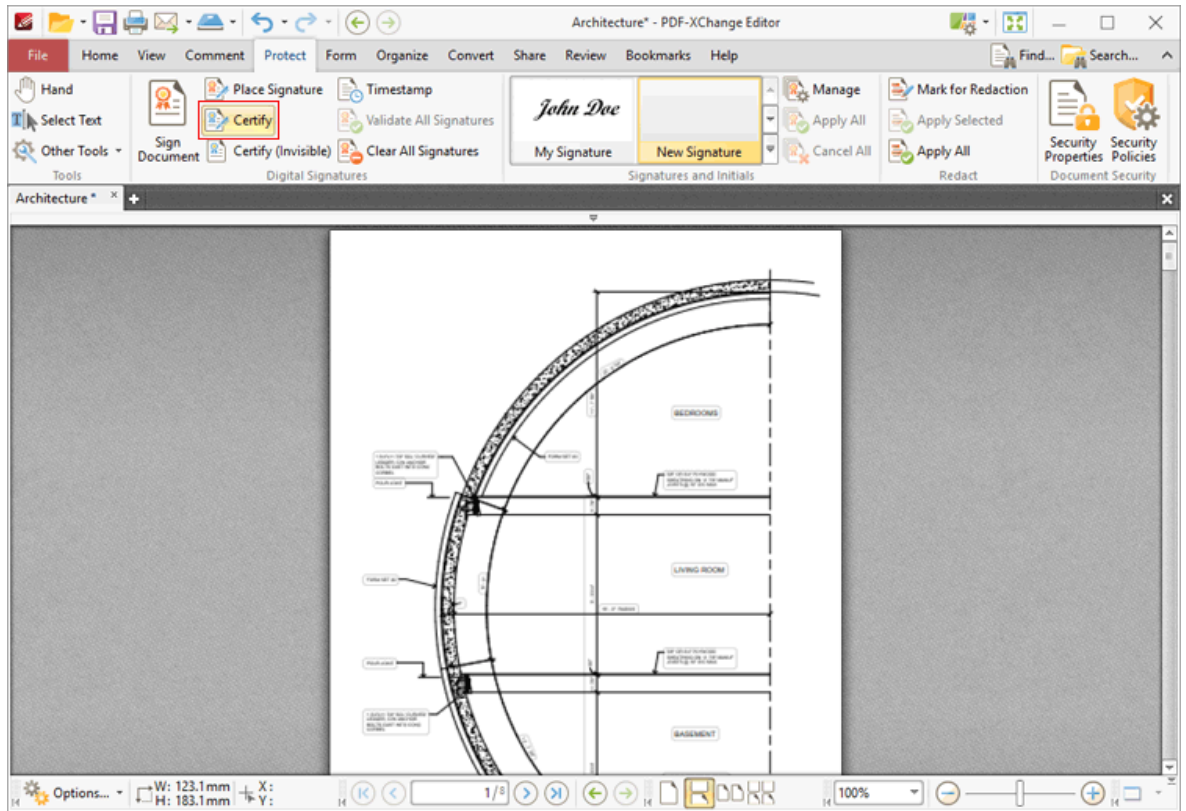 Architecture* - PDF-XChange Editor
File Home View Comment Protect Form Organize Convert Share Review Bookmarks Help Find... Search...
Hand
Select Text
Other Tools
Tools
Sign Document
Place Signature
Certify
Certify (Invisible)
Timestamp
Validate All Signatures
Clear All Signatures
Digital Signatures
John Doe
My Signature
New Signature
Manage
Apply All
Cancel All
Signatures and Initials
Mark for Redaction
Apply Selected
Apply All
Redact
Security Properties
Security Policies
Document Security
Architecture *
BEDROOMS
LIVING ROOM
BASEMENT
Options... W: 123.1mm X: 1/8 100%
H: 183.1mm Y: